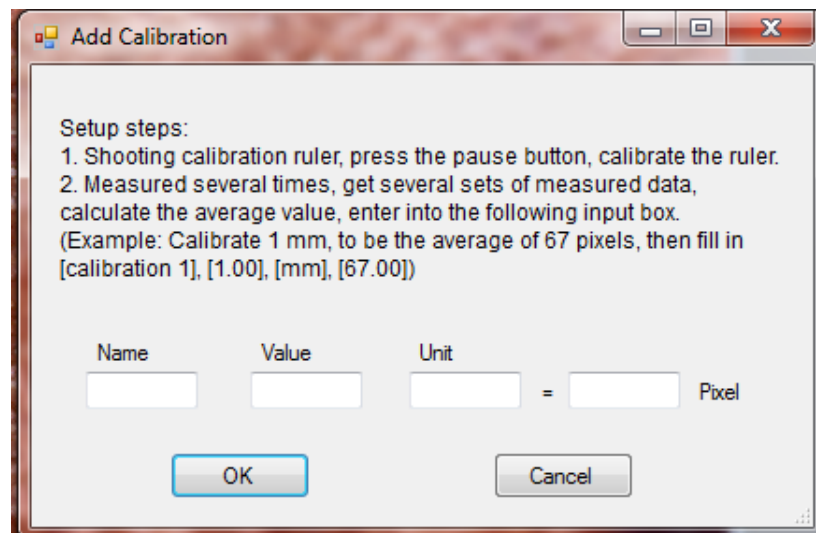 Add Calibration
Setup steps:
1. Shooting calibration ruler, press the pause button, calibrate the ruler.
2. Measured several times, get several sets of measured data,
calculate the average value, enter into the following input box.
(Example: Calibrate 1 mm, to be the average of 67 pixels, then fill in
[calibration 1], [1.00], [mm], [67.00])
Name Value Unit
= Pixel
OK Cancel